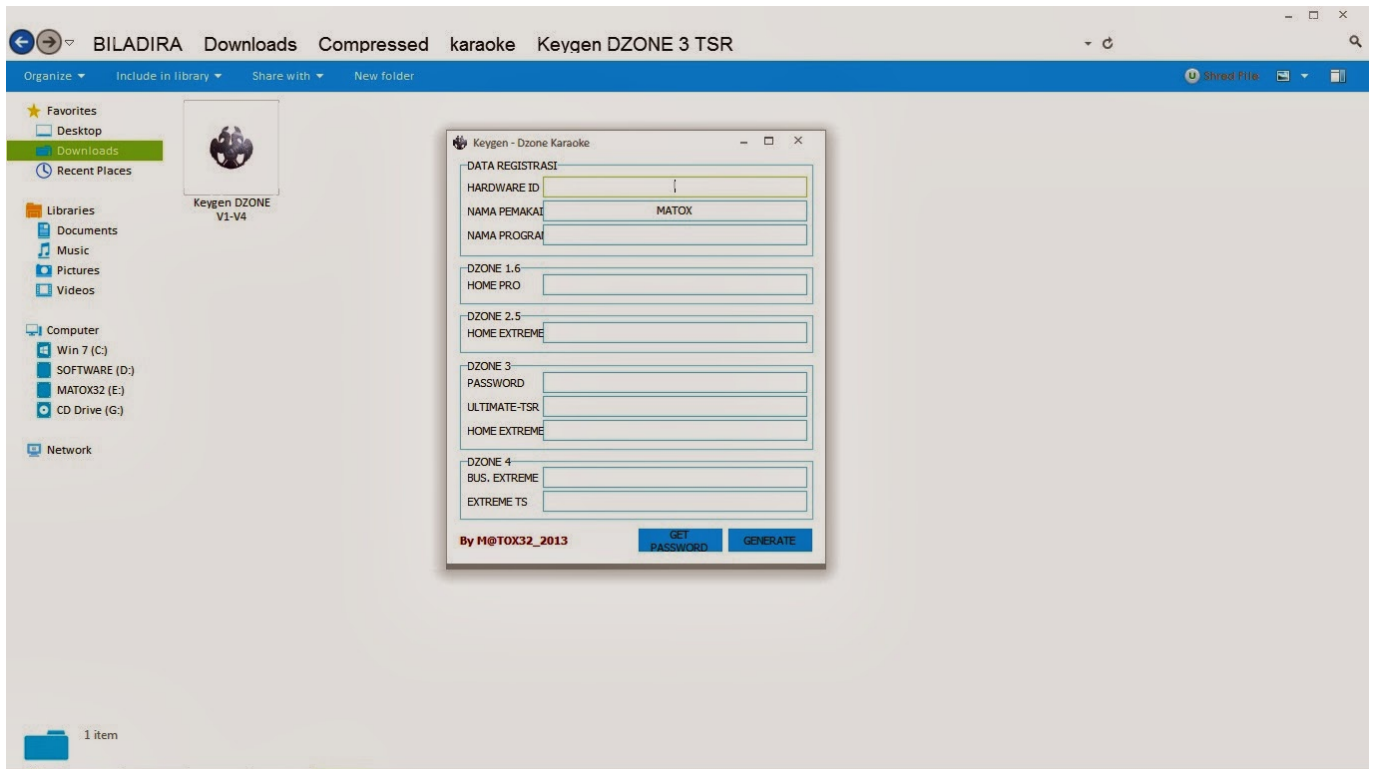 BILADIRA Downloads Compressed karaoke Keygen DZONE 3 TSR
Organize Include in library Share with New folder Shred File
Favorites
Desktop
Downloads
Recent Places
Libraries
Documents
Music
Pictures
Videos
Computer
Win 7 (C:)
SOFTWARE (D:)
MATOX32 (E:)
CD Drive (G:)
Network
Keygen DZONE
V1-V4
Keygen - Dzone Karaoke
DATA REGISTRASI
HARDWARE ID
NAMA PEMAKAI MATOX
NAMA PROGRAM
DZONE 1.6
HOME PRO
DZONE 2.5
HOME EXTREME
DZONE 3
PASSWORD
ULTIMATE-TSR
HOME EXTREME
DZONE 4
BUS. EXTREME
EXTREME TS
By M@TOX32_2013
GET
PASSWORD
GENERATE
1 item